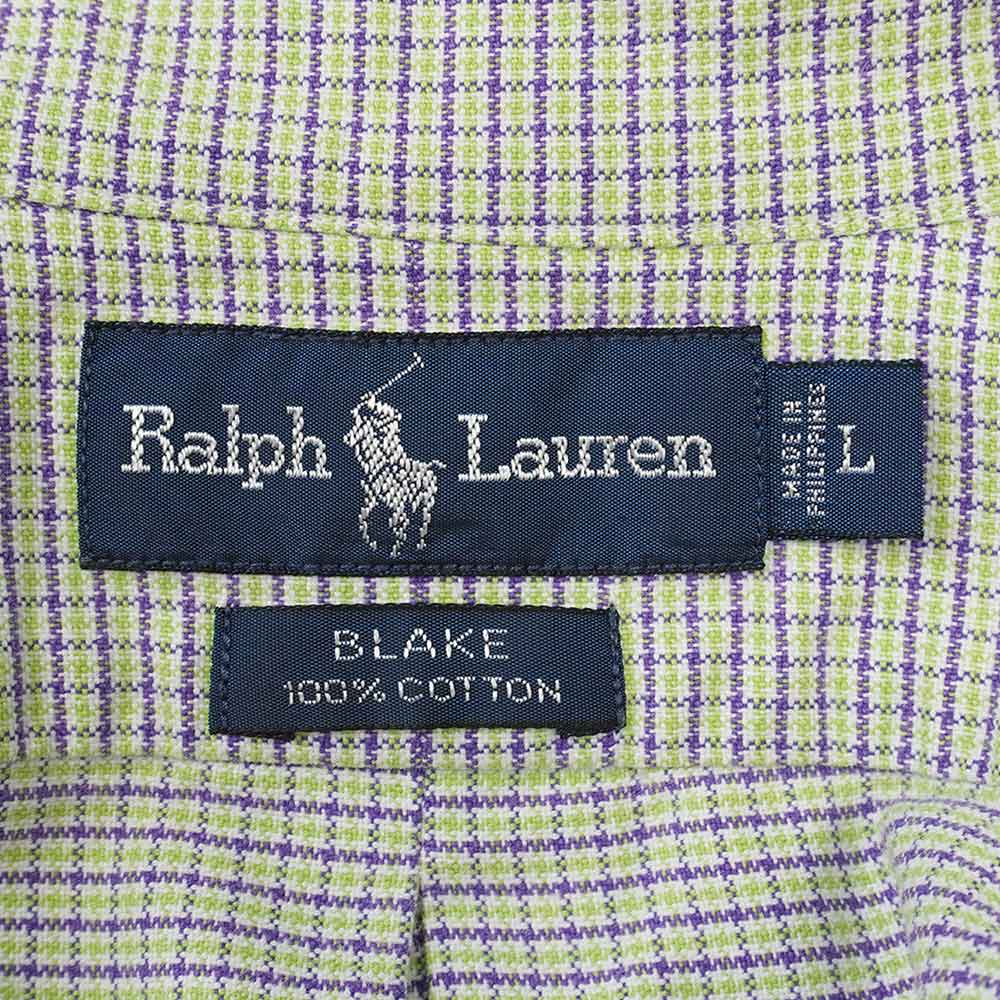 Ralph Lauren
MADE IN
PHILIPPINES
L
BLAKE
100% COTTON